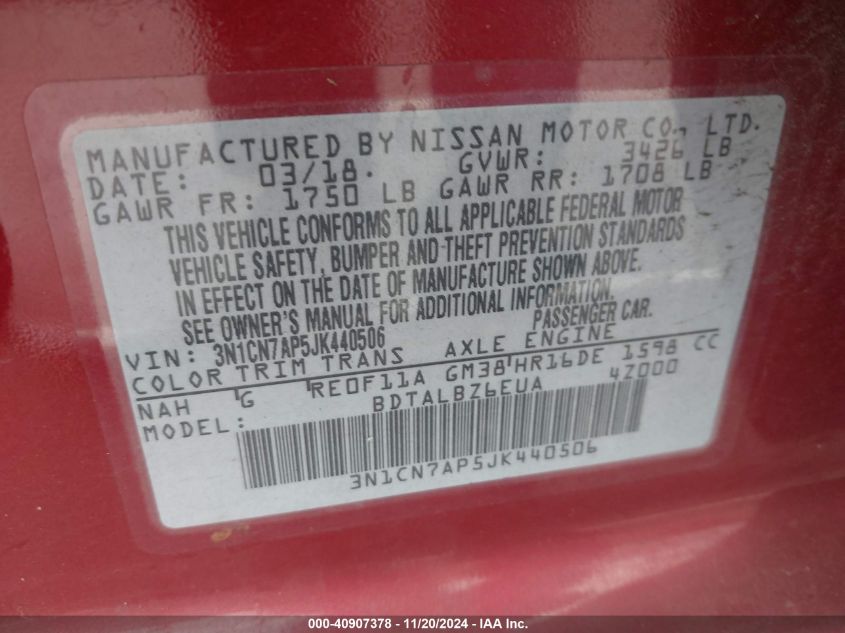 MANUFACTURED BY NISSAN MOTOR CO., LTD.
DATE: 03/18. GVWR: 3426 LB
GAWR FR: 1750 LB GAWR RR: 1708 LB
THIS VEHICLE CONFORMS TO ALL APPLICABLE FEDERAL MOTOR
VEHICLE SAFETY, BUMPER AND THEFT PREVENTION STANDARDS
IN EFFECT ON THE DATE OF MANUFACTURE SHOWN ABOVE.
SEE OWNER'S MANUAL FOR ADDITIONAL INFORMATION.
VIN: 3N1CN7AP5JK440506 PASSENGER CAR.
COLOR TRIM TRANS AXLE ENGINE
NAH G RE0F11A GM38 HR16DE 1598 CC
MODEL: BDTALBZ6EUA 4Z000
3N1CN7AP5JK440506
000-40907378 - 11/20/2024 - IAA Inc.